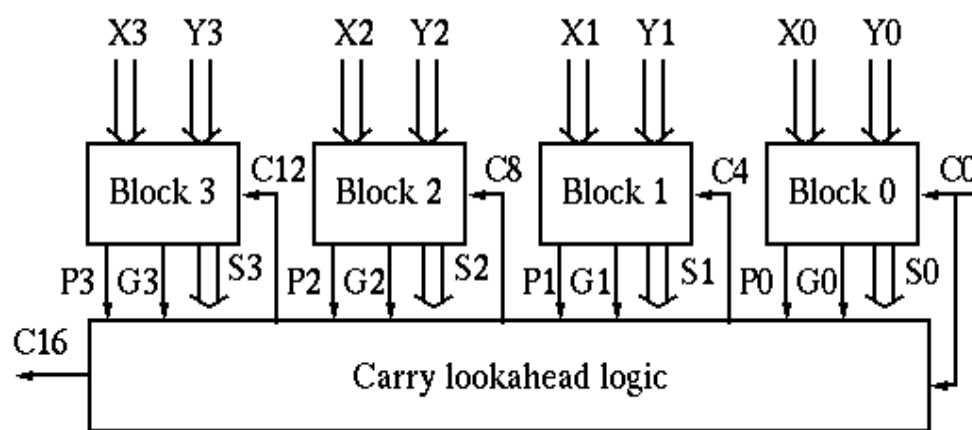 X3 Y3 X2 Y2 X1 Y1 X0 Y0
C12 C8 C4 C0
Block 3 Block 2 Block 1 Block 0
P3 G3 S3 P2 G2 S2 P1 G1 S1 P0 G0 S0
C16
Carry lookahead logic